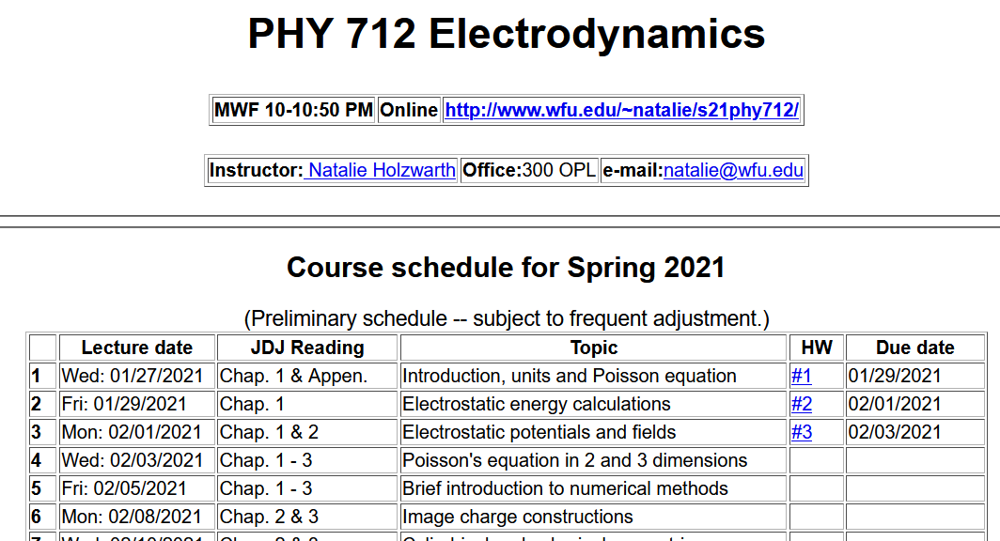 PHY 712 Electrodynamics
MWF 10-10:50 PM Online http://www.wfu.edu/~natalie/s21phy712/
Instructor: Natalie Holzwarth Office:300 OPL e-mail:natalie@wfu.edu
Course schedule for Spring 2021
(Preliminary schedule -- subject to frequent adjustment.)
Lecture date JDJ Reading Topic HW Due date
1 Wed: 01/27/2021 Chap. 1 & Appen. Introduction, units and Poisson equation #1 01/29/2021
2 Fri: 01/29/2021 Chap. 1 Electrostatic energy calculations #2 02/01/2021
3 Mon: 02/01/2021 Chap. 1 & 2 Electrostatic potentials and fields #3 02/03/2021
4 Wed: 02/03/2021 Chap. 1 - 3 Poisson's equation in 2 and 3 dimensions
5 Fri: 02/05/2021 Chap. 1 - 3 Brief introduction to numerical methods
6 Mon: 02/08/2021 Chap. 2 & 3 Image charge constructions